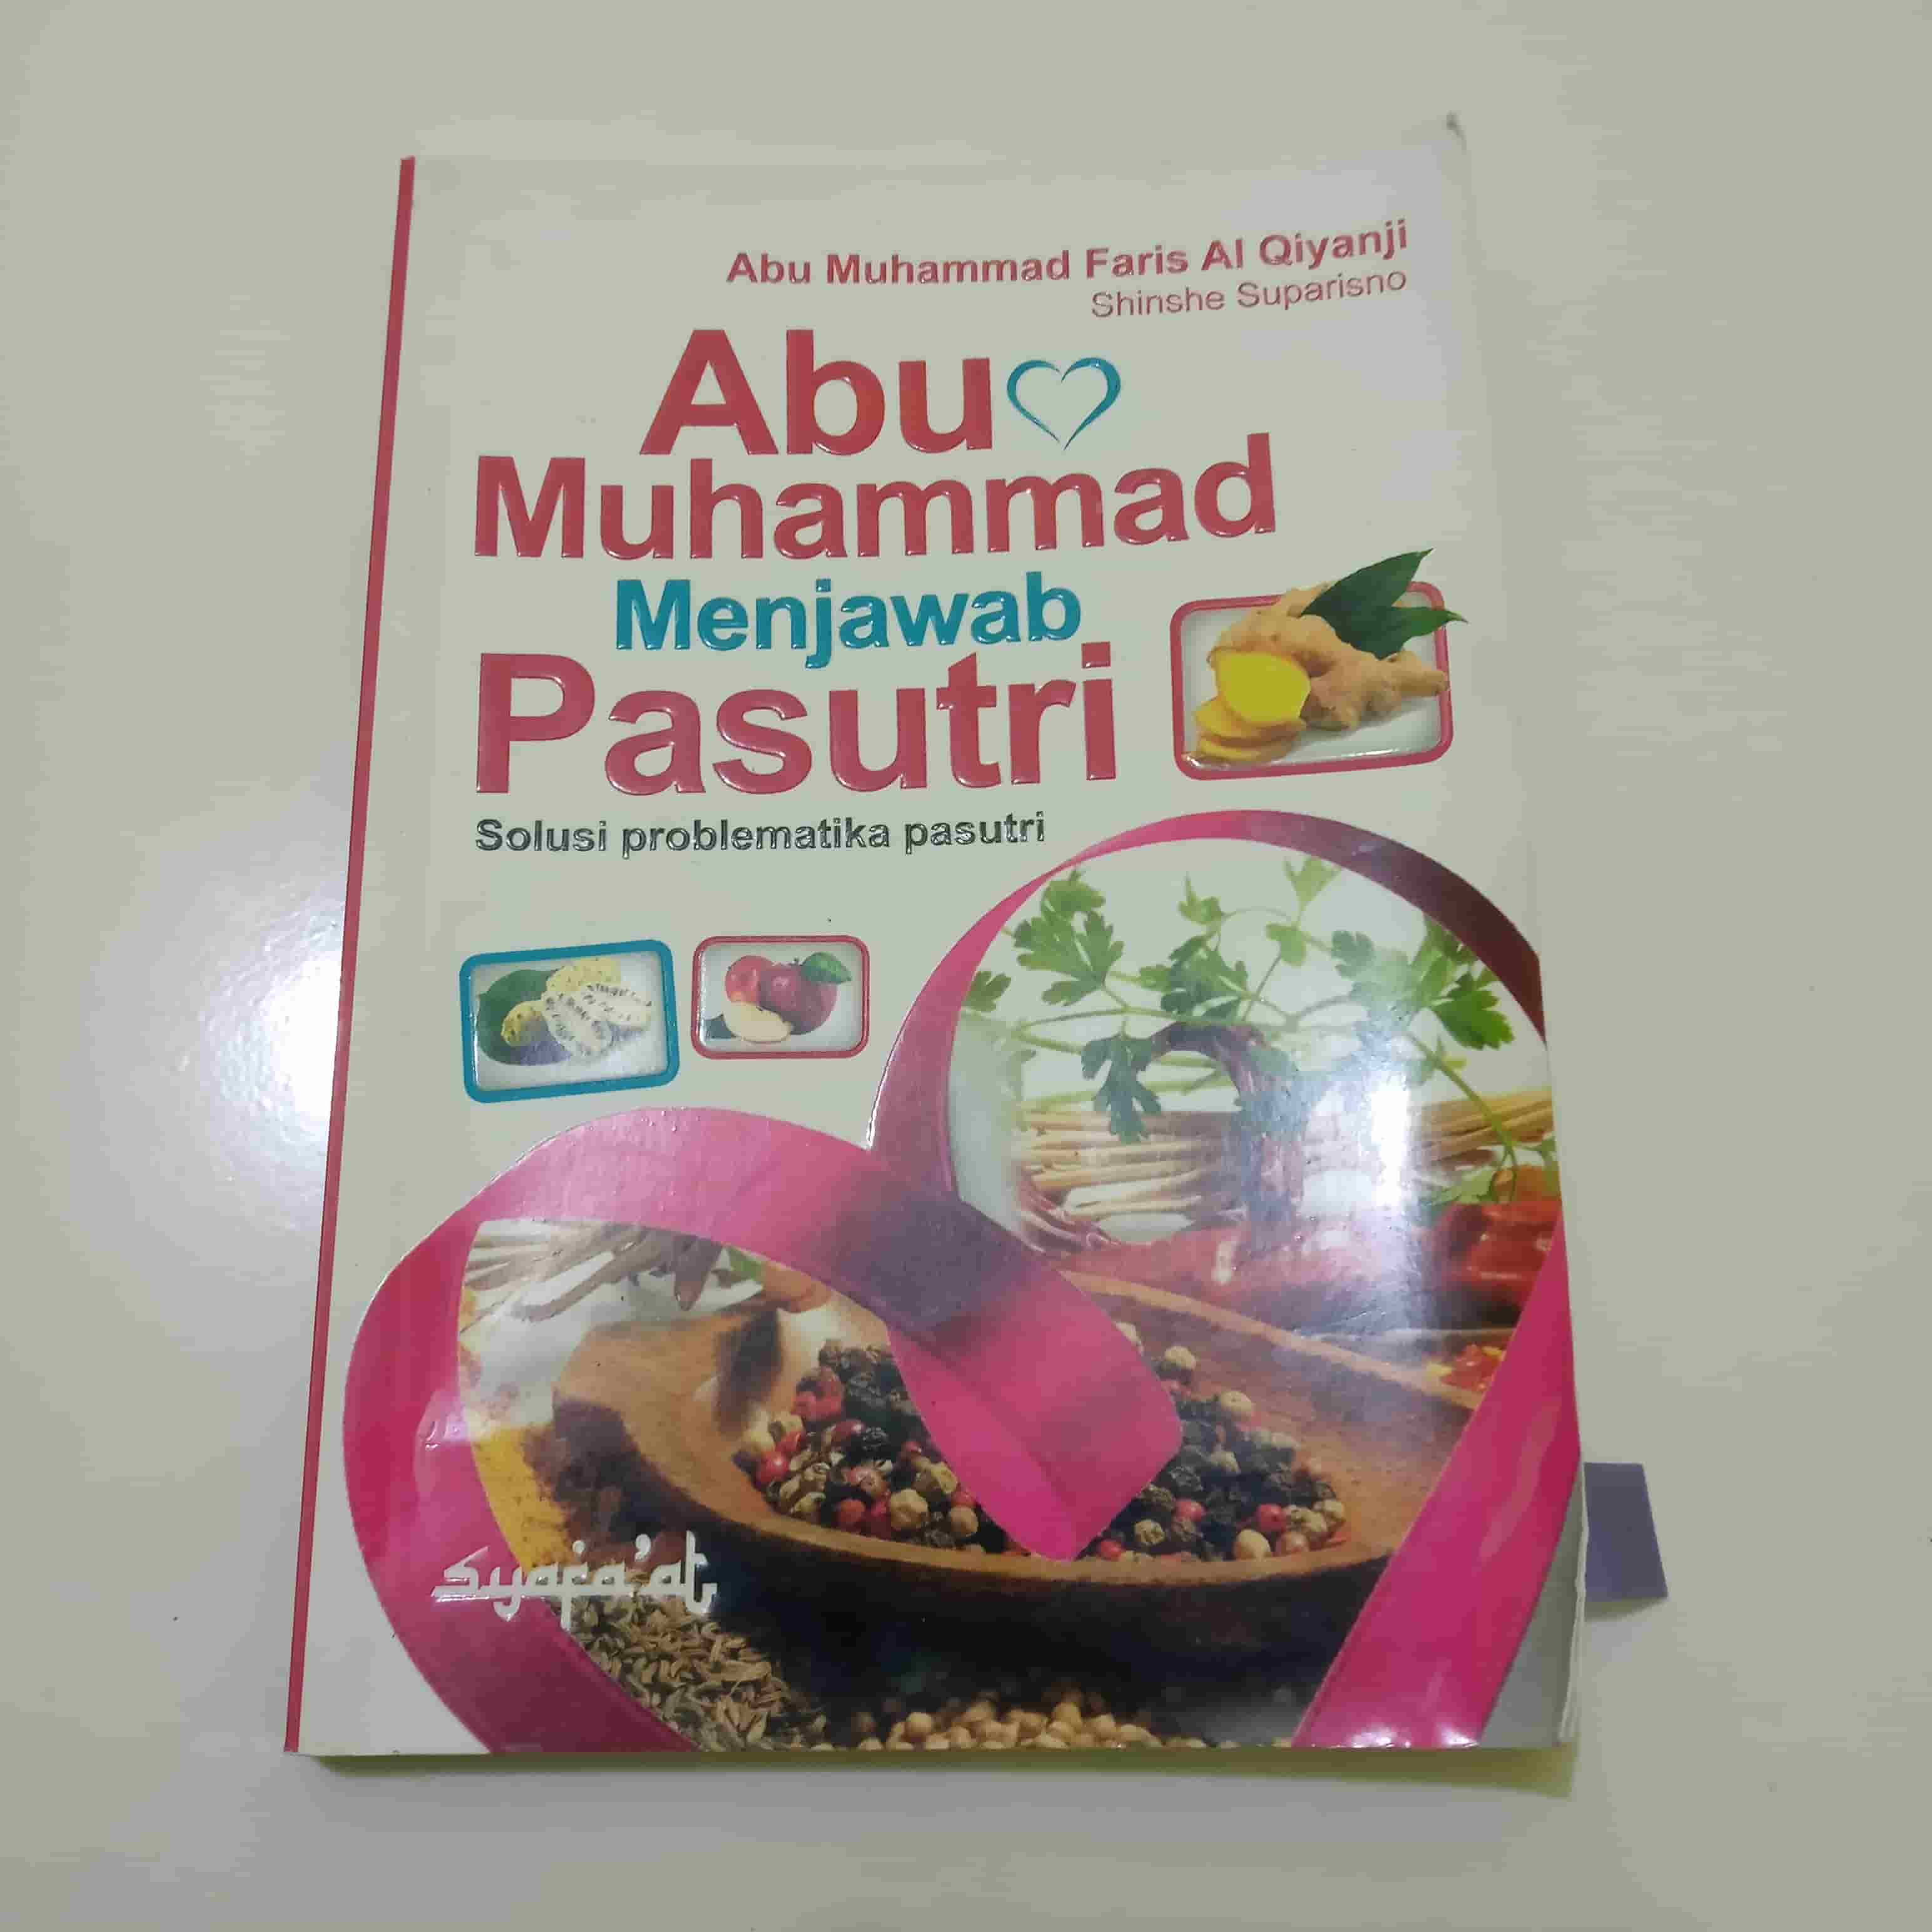 Abu Muhammad Faris Al Qiyanji
Shinshe Suparisno
Abu
Muhammad
Menjawab
Pasutri
Solusi problematika pasutri
Syafa'at